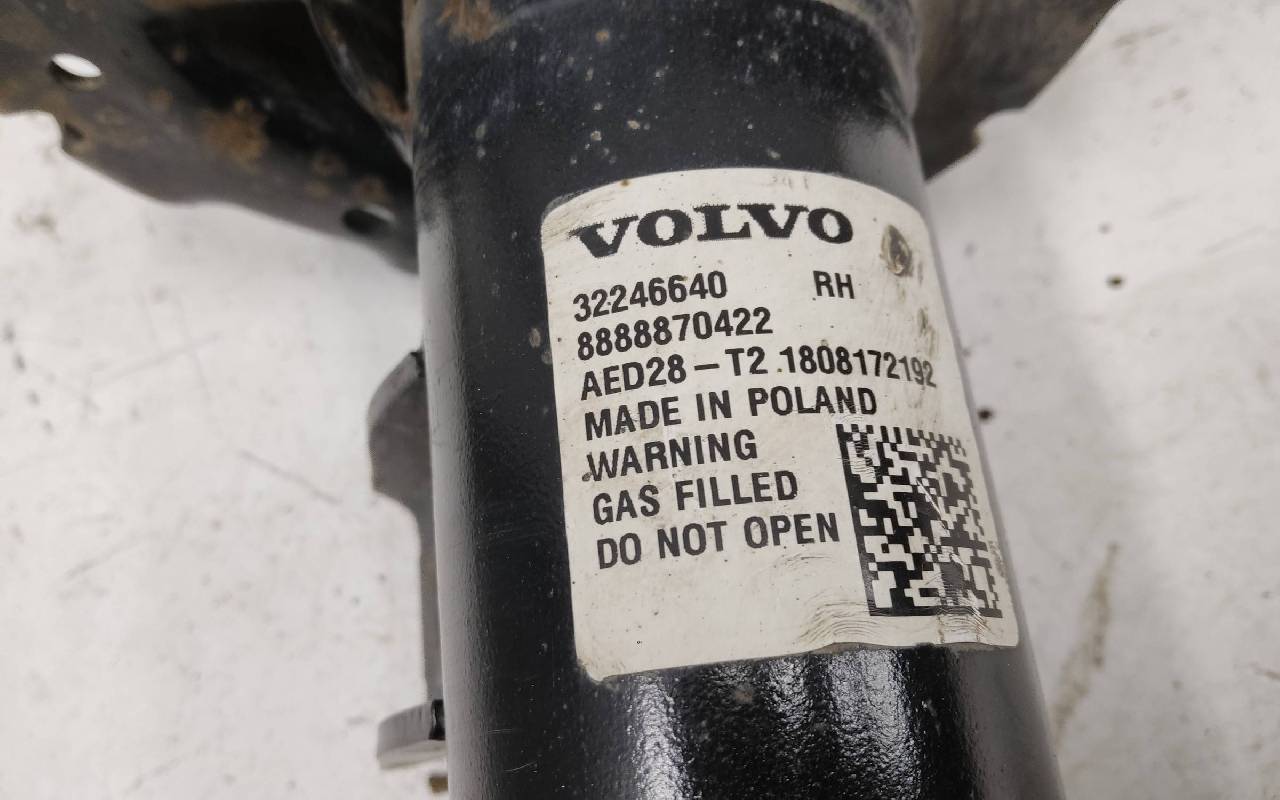 VOLVO
32246640 RH
8888870422
AED28-T2 1808172192
MADE IN POLAND
WARNING
GAS FILLED
DO NOT OPEN